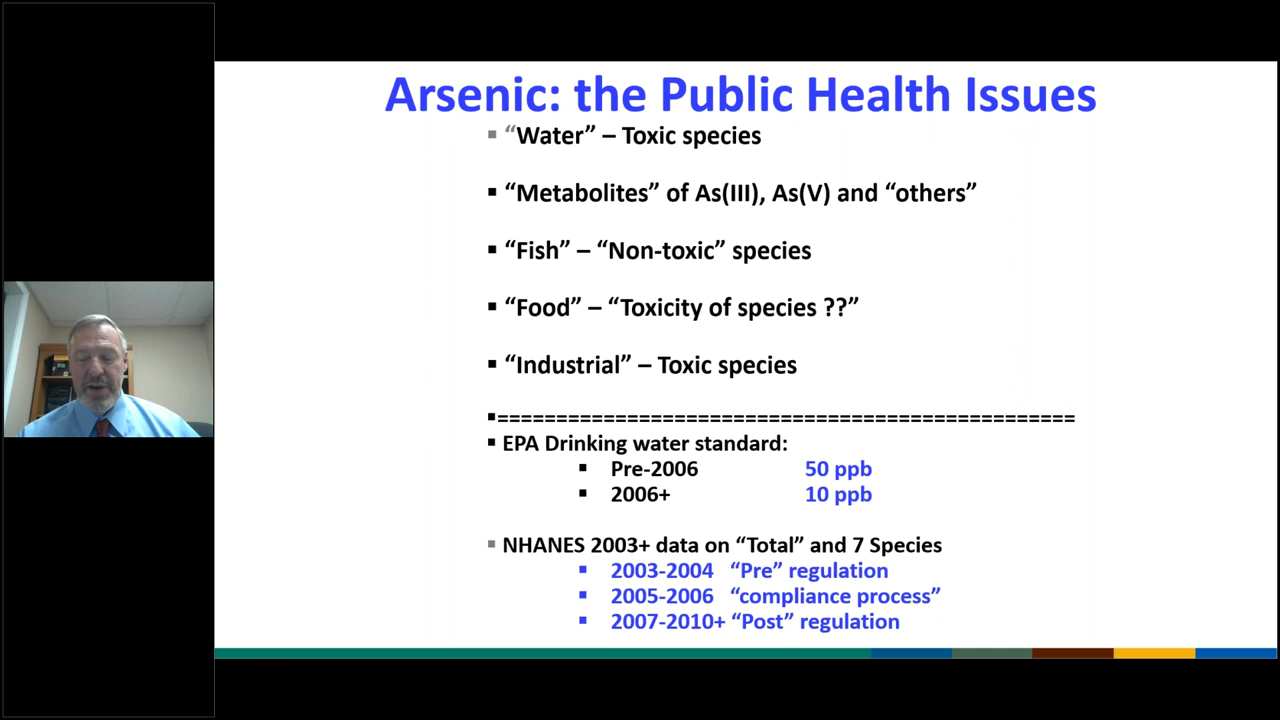 Arsenic: the Public Health Issues
“Water” – Toxic species
“Metabolites” of As(III), As(V) and “others”
“Fish” – “Non-toxic” species
“Food” – “Toxicity of species ??”
“Industrial” – Toxic species
===========================================================
EPA Drinking water standard:
Pre-2006 50 ppb
2006+ 10 ppb
NHANES 2003+ data on “Total” and 7 Species
2003-2004 “Pre” regulation
2005-2006 “compliance process”
2007-2010+ “Post” regulation